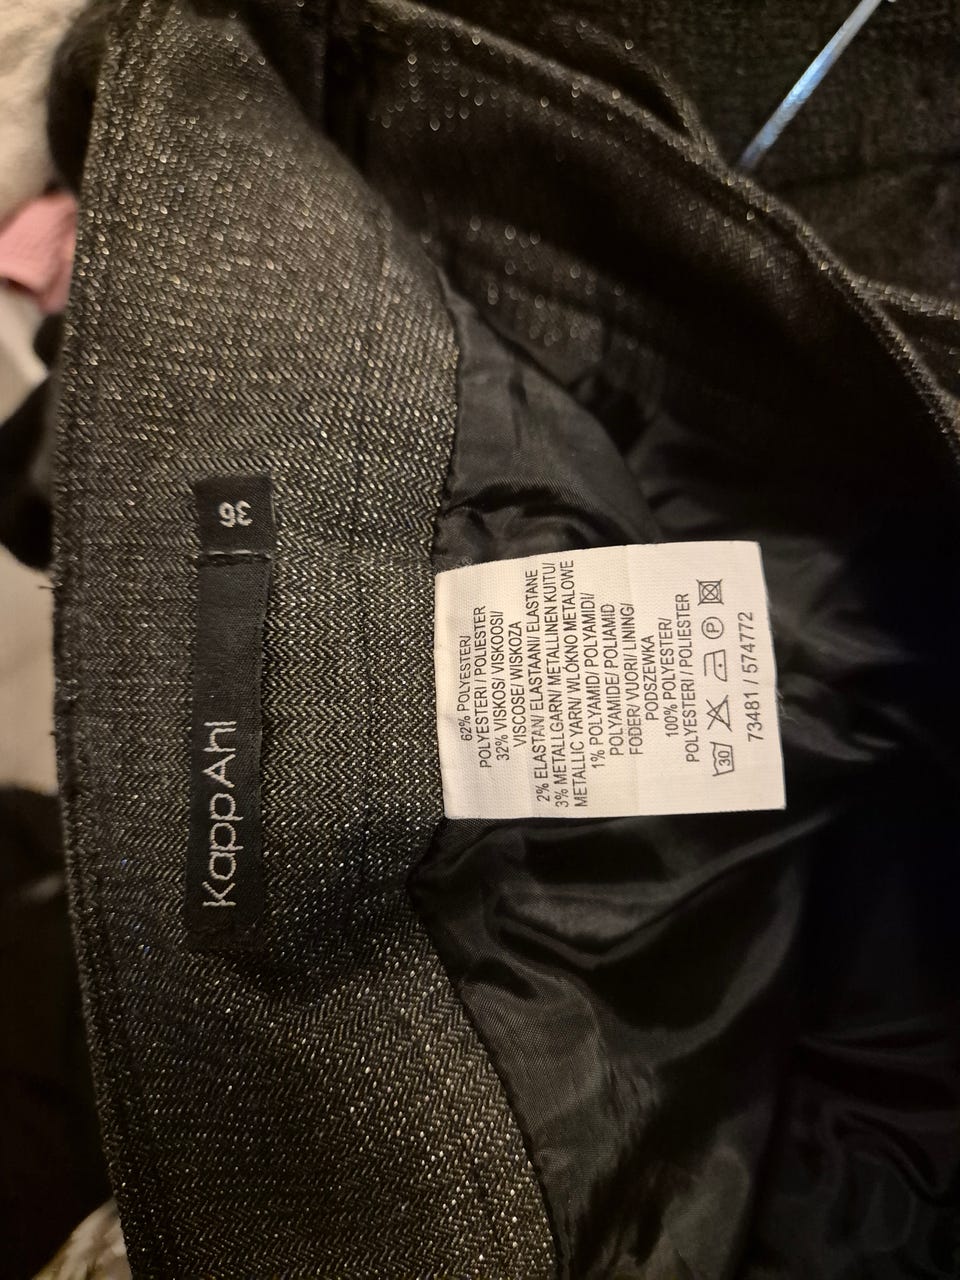 KappAhl
36
62% POLYESTER/
POLYESTERI / POLIESTER
32% VISKOS/ VISKOOSI/
VISCOSE/ WISKOZA
2% ELASTAN/ ELASTAANI/ ELASTANE
3% METALLGARN/ METALLINEN KUITU/
METALLIC YARN/ WŁÓKNO METALOWE
1% POLYAMID/ POLYAMIDI/
POLYAMIDE/ POLIAMID
FODER/ VUORI/ LINING/
PODSZEWKA
100% POLYESTER/
POLYESTERI / POLIESTER
30 P
73481 / 574772